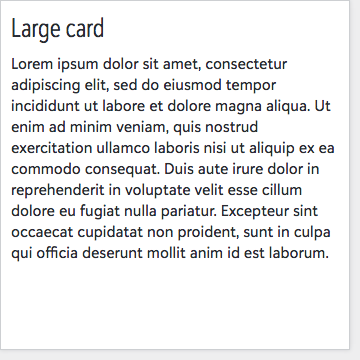 Large card
Lorem ipsum dolor sit amet, consectetur
adipiscing elit, sed do eiusmod tempor
incididunt ut labore et dolore magna aliqua. Ut
enim ad minim veniam, quis nostrud
exercitation ullamco laboris nisi ut aliquip ex ea
commodo consequat. Duis aute irure dolor in
reprehenderit in voluptate velit esse cillum
dolore eu fugiat nulla pariatur. Excepteur sint
occaecat cupidatat non proident, sunt in culpa
qui officia deserunt mollit anim id est laborum.